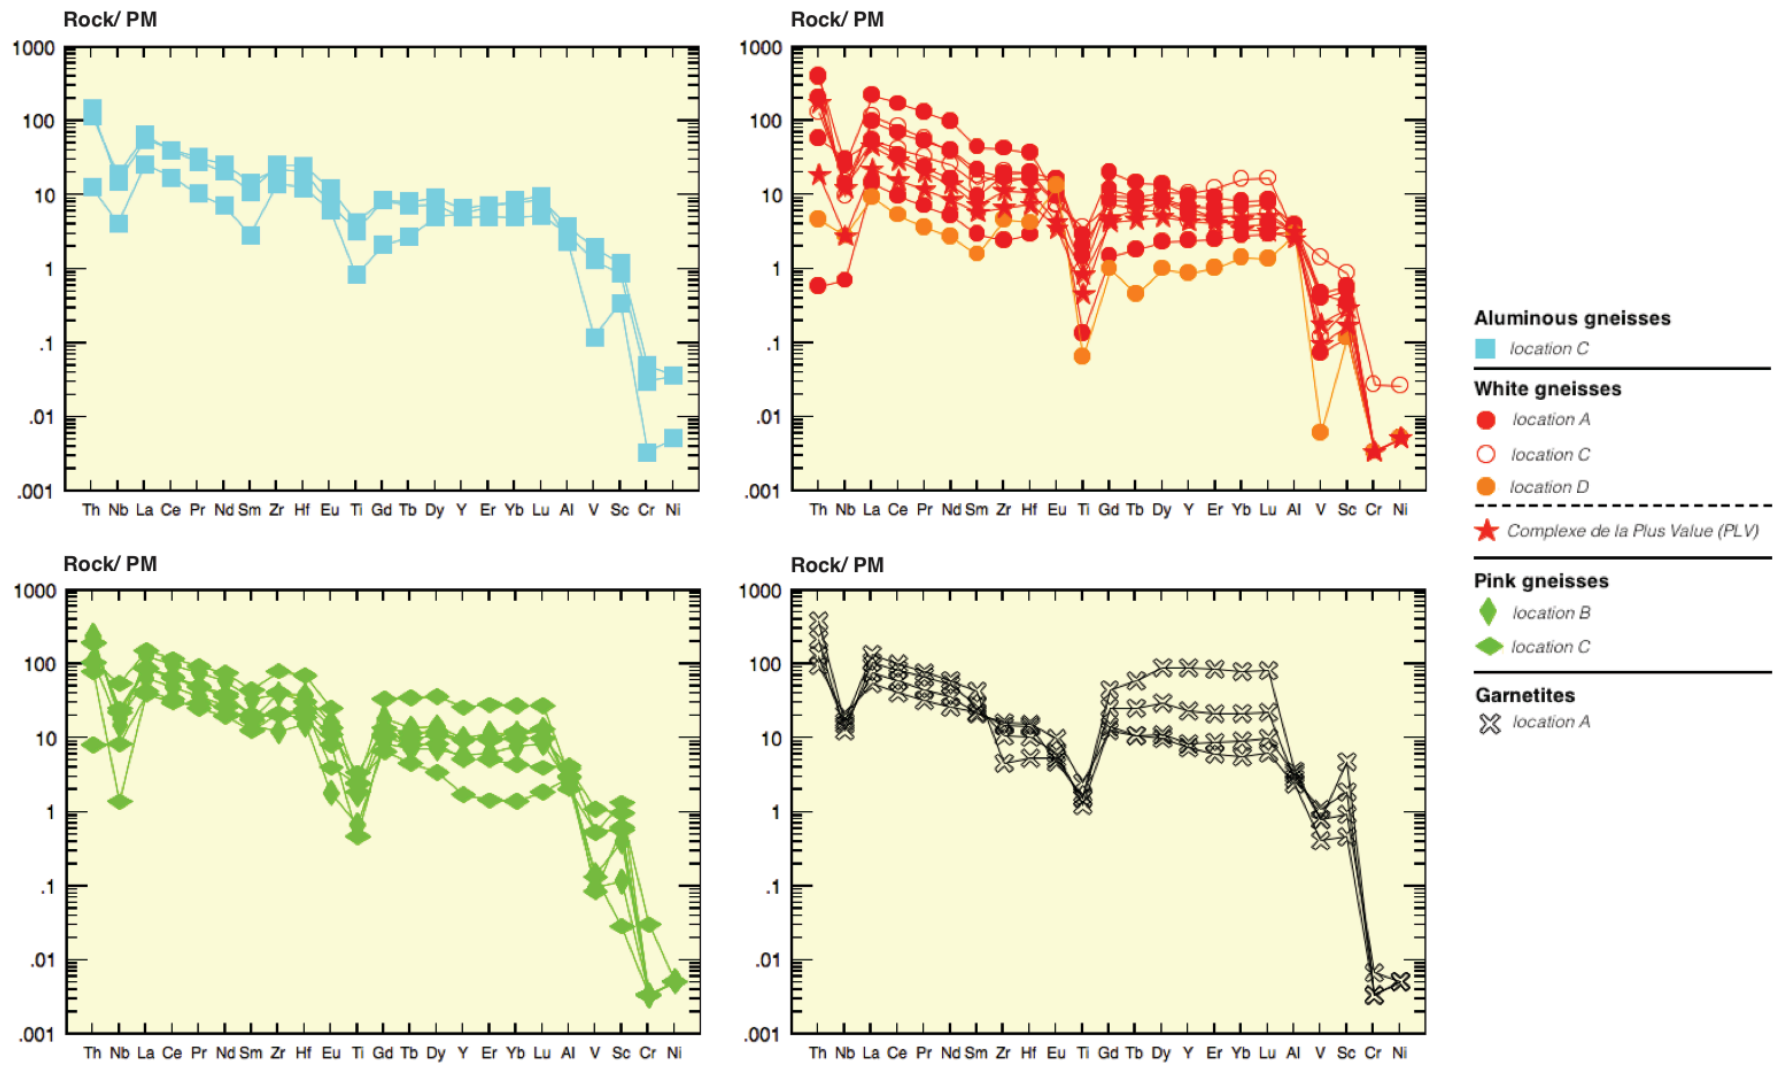 Rock/ PM
1000
100
10
1
.1
.01
.001
Th Nb La Ce Pr Nd Sm Zr Hf Eu Ti Gd Tb Dy Y Er Yb Lu Al V Sc Cr Ni
Rock/ PM
1000
100
10
1
.1
.01
.001
Th Nb La Ce Pr Nd Sm Zr Hf Eu Ti Gd Tb Dy Y Er Yb Lu Al V Sc Cr Ni
Rock/ PM
1000
100
10
1
.1
.01
.001
Th Nb La Ce Pr Nd Sm Zr Hf Eu Ti Gd Tb Dy Y Er Yb Lu Al V Sc Cr Ni
Rock/ PM
1000
100
10
1
.1
.01
.001
Th Nb La Ce Pr Nd Sm Zr Hf Eu Ti Gd Tb Dy Y Er Yb Lu Al V Sc Cr Ni
Aluminous gneisses
location C
White gneisses
location A
location C
location D
Complexe de la Plus Value (PLV)
Pink gneisses
location B
location C
Garnetites
location A